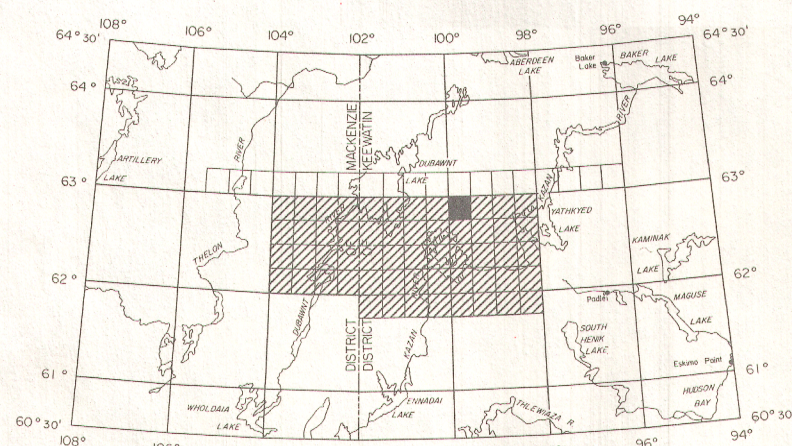 108°
106°
104°
102°
100°
98°
96°
94°
64° 30'
64° 30'
ABERDEEN
LAKE
Baker
Lake
BAKER
LAKE
64°
64°
MACKENZIE
KEEWATIN
RIVER
RIVER
ARTILLERY
LAKE
DUBAWNT
LAKE
63°
63°
KAZAN
RIVER
YATHKYED
LAKE
THELON
KAMINAK
LAKE
62°
62°
RIVER
Padlei
MAGUSE
LAKE
DUBAWNT
DISTRICT
DISTRICT
KAZAN
SOUTH
HENIK
LAKE
Eskimo Point
61°
61°
WHOLDAIA
LAKE
ENNADAI
LAKE
THLEWIAZA R
HUDSON
BAY
60° 30'
60° 30'
108°
96°
94°